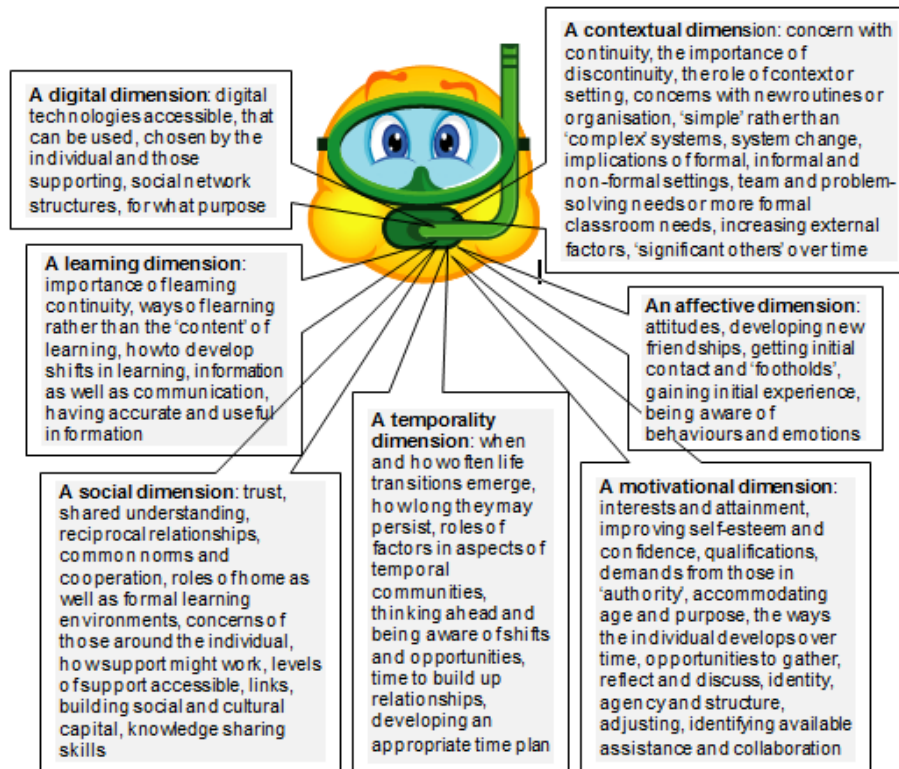 A digital dimension: digital
technologies accessible, that
can be used, chosen by the
individual and those
supporting, social network
structures, for what purpose
A contextual dimension: concern with
continuity, the importance of
discontinuity, the role of context or
setting, concerns with new routines or
organisation, ‘simple’ rather than
‘complex’ systems, system change,
implications of formal, informal and
non-formal settings, team and problem-
solving needs or more formal
classroom needs, increasing external
factors, ‘significant others’ over time
A learning dimension:
importance of learning
continuity, ways of learning
rather than the ‘content’ of
learning, how to develop
shifts in learning, information
as well as communication,
having accurate and useful
information
An affective dimension:
attitudes, developing new
friendships, getting initial
contact and ‘footholds’,
gaining initial experience,
being aware of
behaviours and emotions
A social dimension: trust,
shared understanding,
reciprocal relationships,
common norms and
cooperation, roles of home as
well as formal learning
environments, concerns of
those around the individual,
how support might work, levels
of support accessible, links,
building social and cultural
capital, knowledge sharing
skills
A temporality
dimension: when
and how often life
transitions emerge,
how long they may
persist, roles of
factors in aspects of
temporal
communities,
thinking ahead and
being aware of shifts
and opportunities,
time to build up
relationships,
developing an
appropriate time plan
A motivational dimension:
interests and attainment,
improving self-esteem and
confidence, qualifications,
demands from those in
‘authority’, accommodating
age and purpose, the ways
the individual develops over
time, opportunities to gather,
reflect and discuss, identity,
agency and structure,
adjusting, identifying available
assistance and collaboration